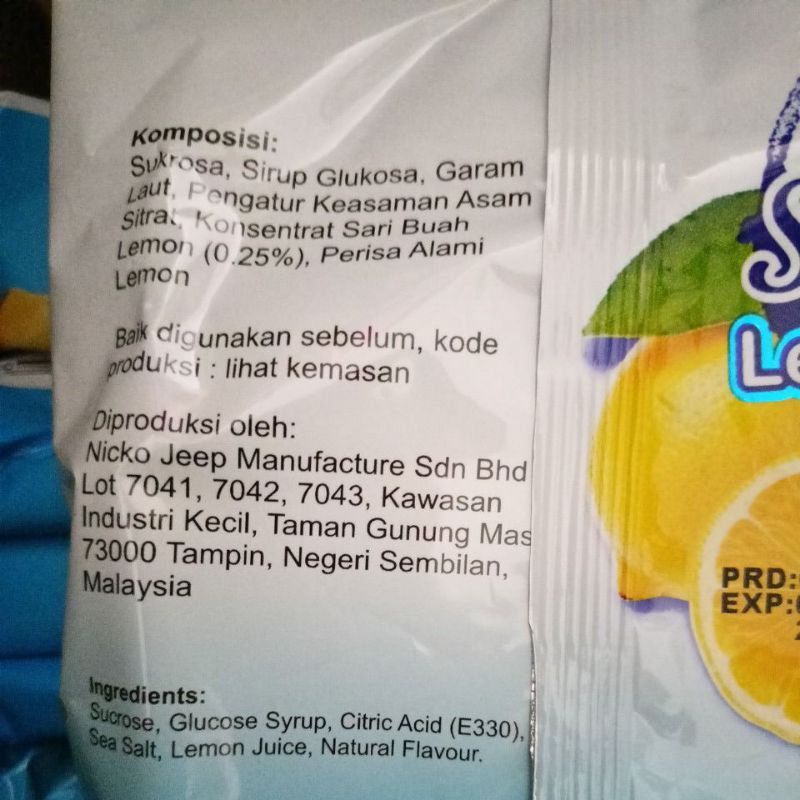 Komposisi:
Sukrosa, Sirup Glukosa, Garam
Laut, Pengatur Keasaman Asam
Sitrat, Konsentrat Sari Buah
Lemon (0.25%), Perisa Alami
Lemon
Baik digunakan sebelum, kode
produksi : lihat kemasan
Diproduksi oleh:
Nicko Jeep Manufacture Sdn Bhd
Lot 7041, 7042, 7043, Kawasan
Industri Kecil, Taman Gunung Mas
73000 Tampin, Negeri Sembilan,
Malaysia
Ingredients:
Sucrose, Glucose Syrup, Citric Acid (E330),
Sea Salt, Lemon Juice, Natural Flavour.
PRD:
EXP: